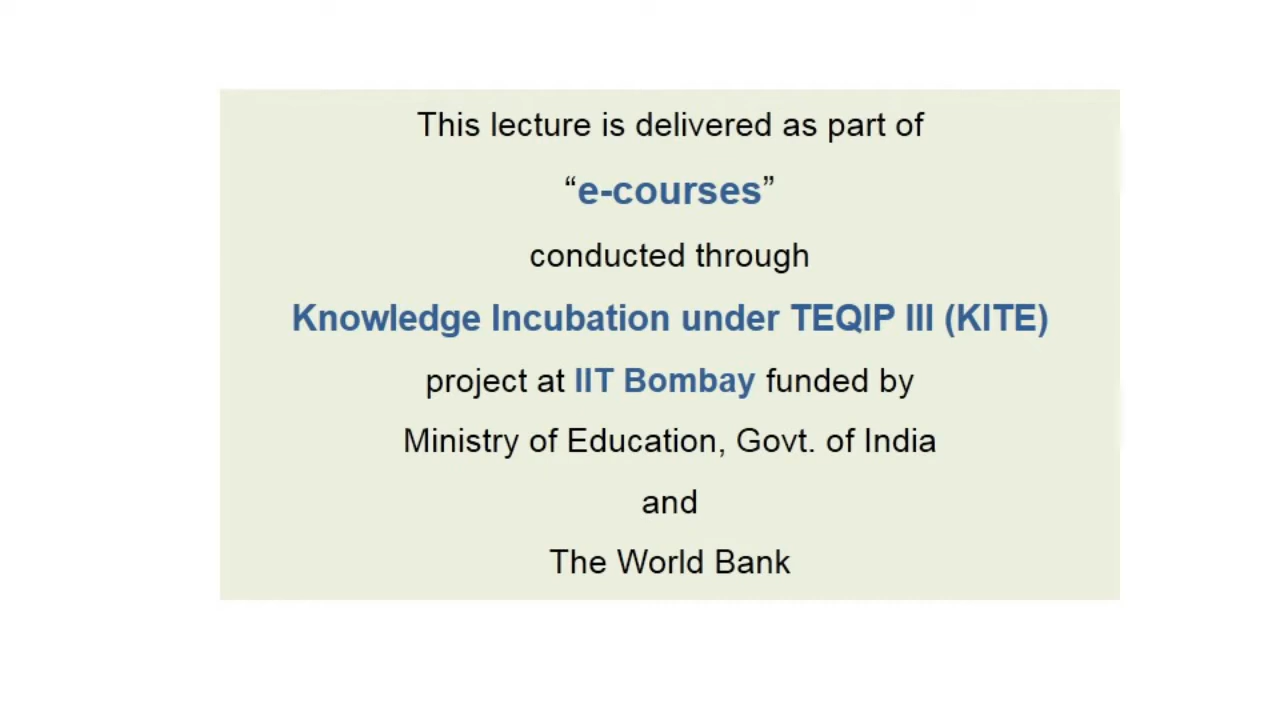 This lecture is delivered as part of
“e-courses”
conducted through
Knowledge Incubation under TEQIP III (KITE)
project at IIT Bombay funded by
Ministry of Education, Govt. of India
and
The World Bank